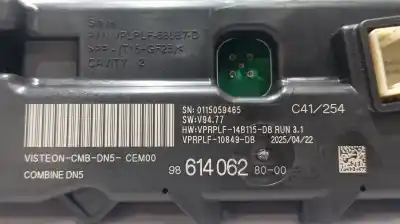 P/N VPLPLF-
CAVITY 2
SN: 0115059465
SW:V94.77
HW:VPRPLF-14B115-DB RUN 3.1
VPRPLF-10849-DB 2025/04/22
C41/254
VISTEON-CMB-DN5- CEM00
COMBINE DN5
98 614 062 80-00